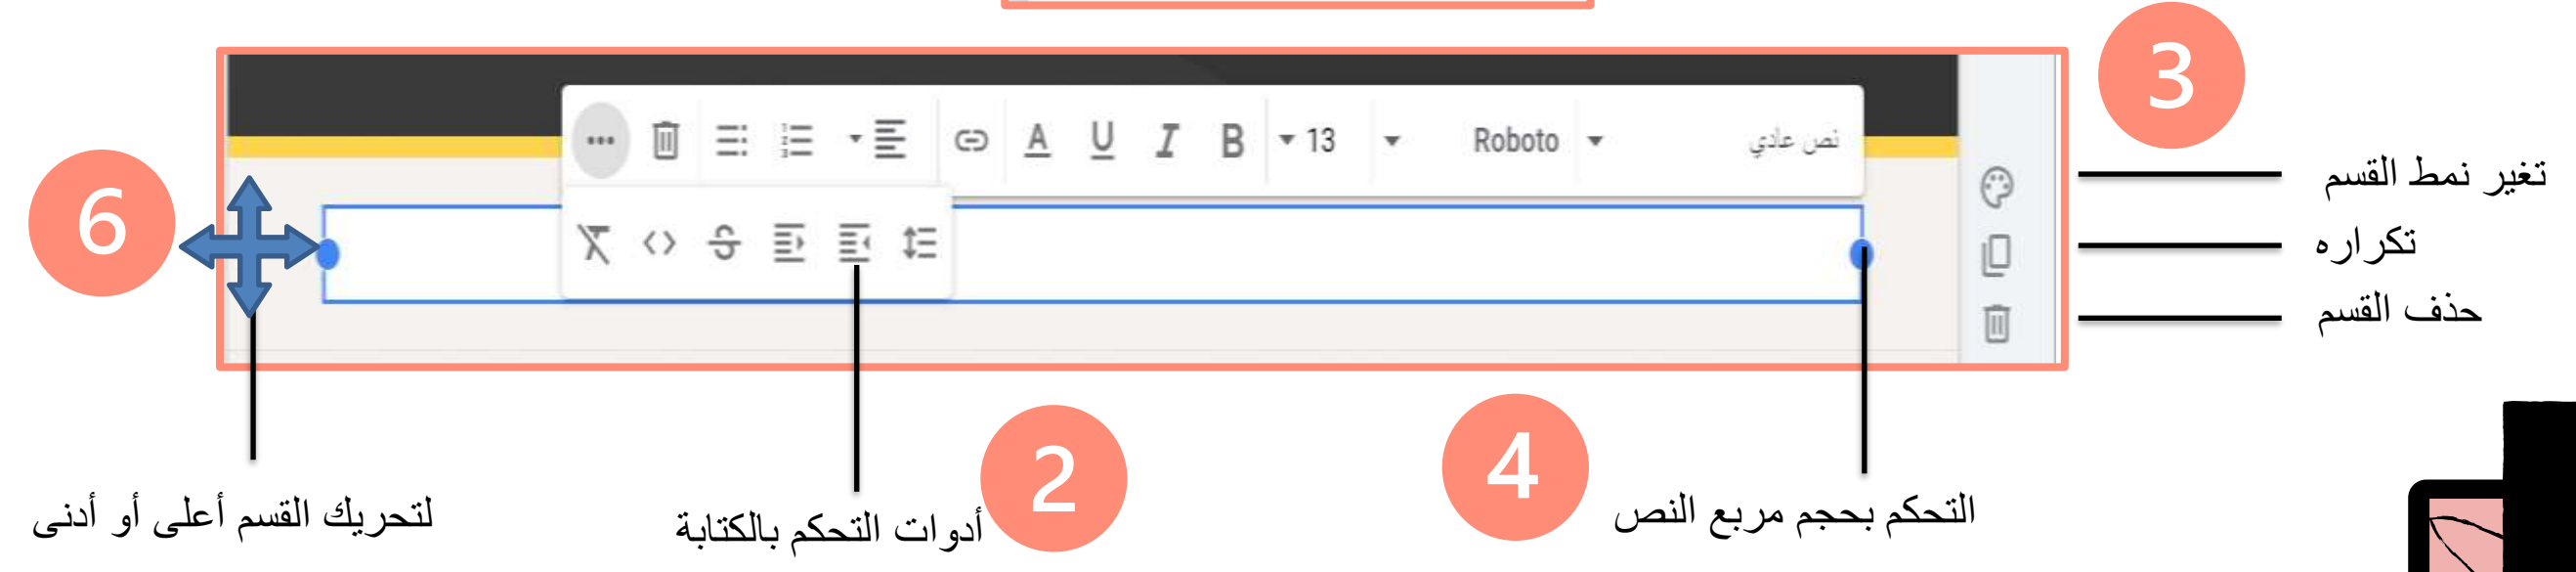 3
نص عادي
Roboto
13
B I U A
تغير نمط القسم
تكراره
حذف القسم
6
4
التحكم بحجم مربع النص
2
أدوات التحكم بالكتابة
لتحريك القسم أعلى أو أدنى